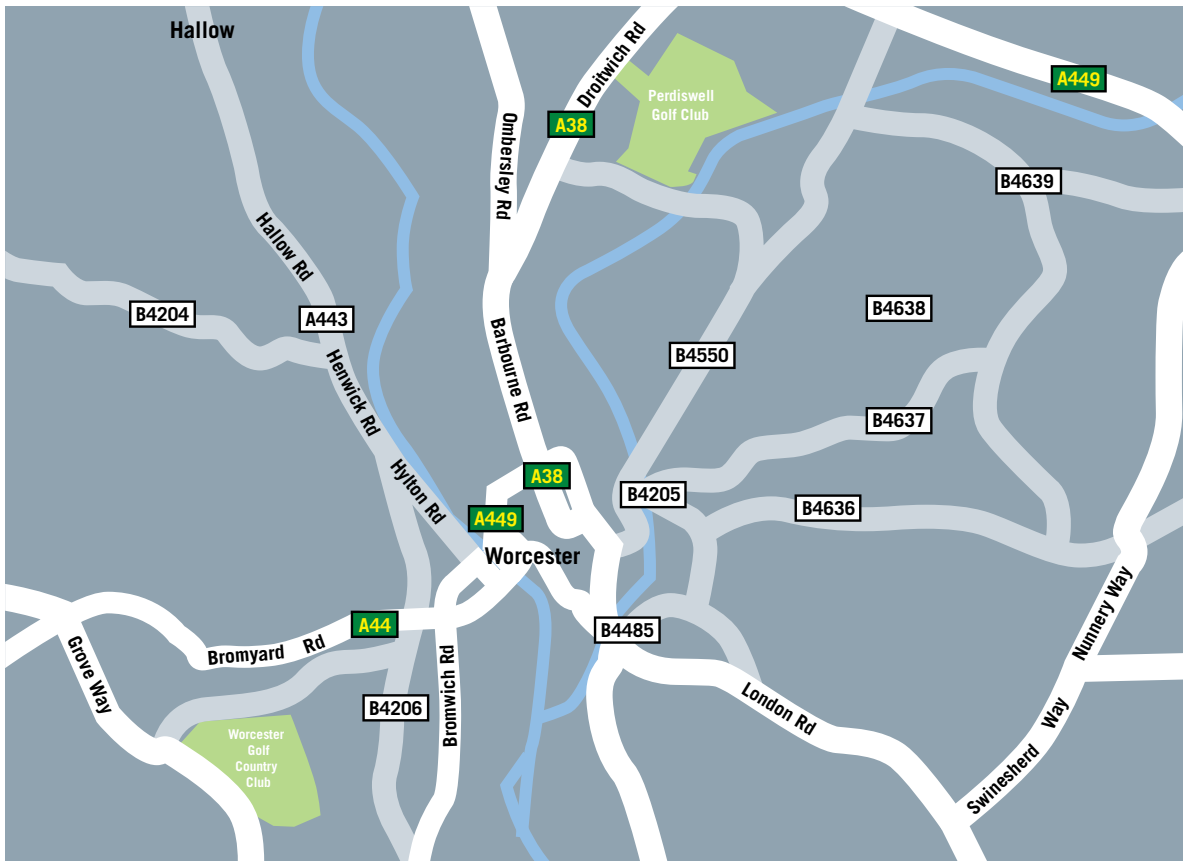 Hallow
Droitwich Rd
A449
Perdiswell
Golf Club
A38
Ombersley Rd
B4639
Hallow Rd
B4204
A443
B4638
Barbourne Rd
B4550
Henwick Rd
B4637
Hylton Rd
A38
B4205
B4636
A449
Worcester
A44
B4485
Nunnery Way
Bromyard Rd
Grove Way
Bromwich Rd
B4206
London Rd
Swinesherd Way
Worcester
Golf
Country
Club